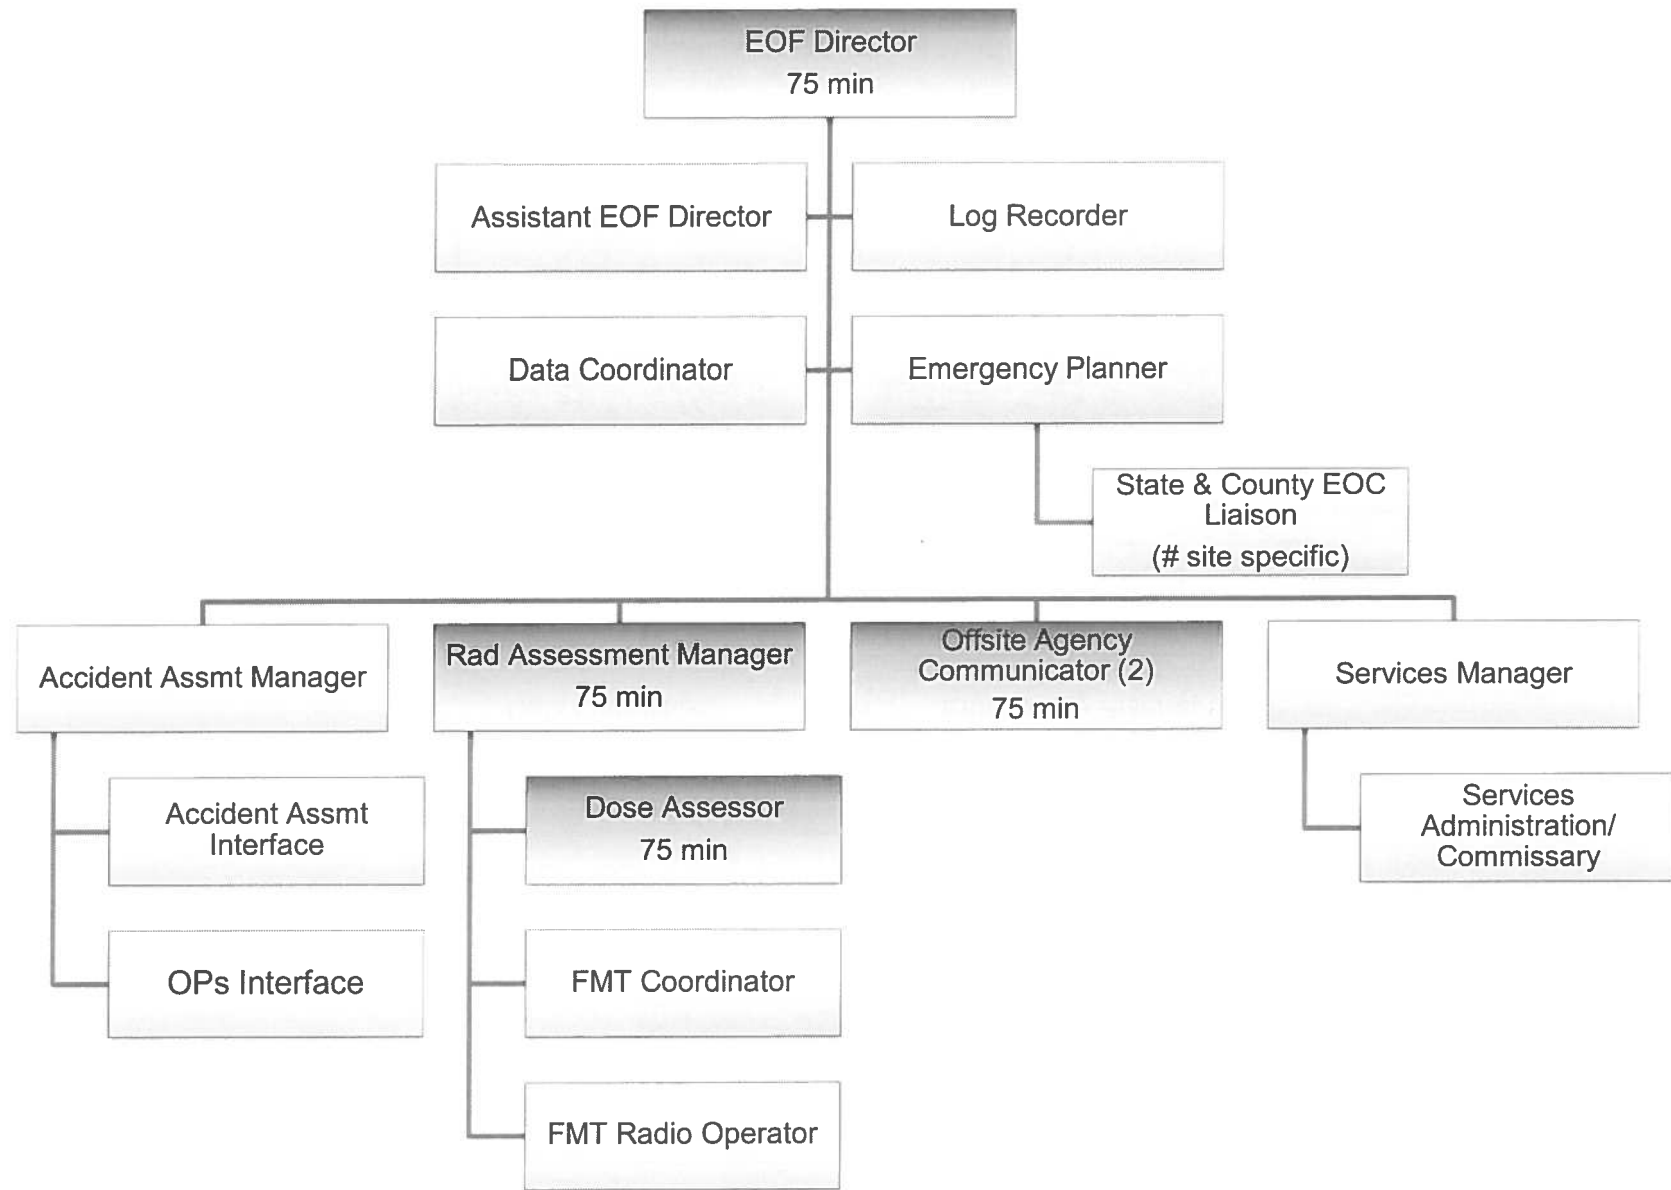 EOF Director
75 min
Assistant EOF Director
Log Recorder
Data Coordinator
Emergency Planner
State & County EOC
Liaison
(# site specific)
Accident Assmt Manager
Rad Assessment Manager
75 min
Offsite Agency
Communicator (2)
75 min
Services Manager
Accident Assmt
Interface
OPs Interface
Dose Assessor
75 min
FMT Coordinator
FMT Radio Operator
Services
Administration/
Commissary